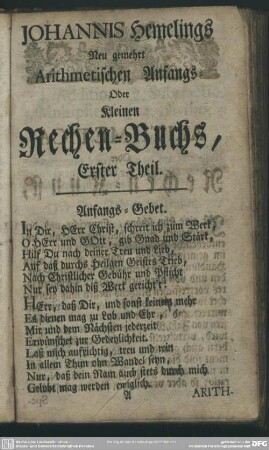 JOHANNIS Hemelings
Neu gemehrt
Arithmetischen Anfangs-
Oder
Kleinen
Rechen-Buchs,
Erster Theil.
Anfangs-Gebet.
In Dir, HErr Christ, schreit ich zum Werk,
O HErr und GOtt, gib Gnad und Stärk,
Hilf Du nach deiner Treu und Lieb,
Auf daß durchs Heilgen Geistes Trieb,
Nach Christlicher Gebühr und Pflicht
Nur sey dahin diß Werk gericht't:
HErr, daß Dir, und sonst keinem mehr
Es dienen mag zu Lob und Ehr,
Mir und dem Nächsten jederzeit
Erwünschet zur Gedeylichkeit.
Laß mich aufrichtig, treu und rein
In allem Thun ohn Wandel seyn,
Nur, daß dein Nam auch stets durch mich
Gelobt mag werden ewiglich.
A ARITH-